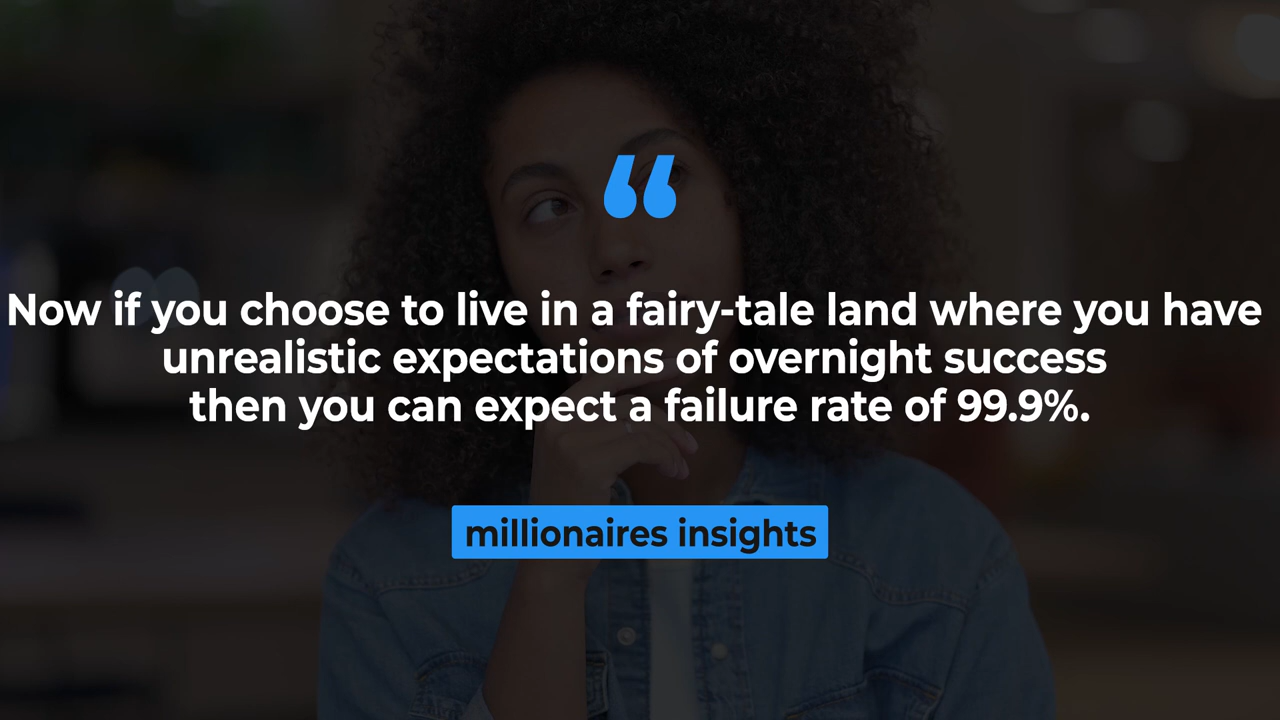 “
Now if you choose to live in a fairy-tale land where you have
unrealistic expectations of overnight success
then you can expect a failure rate of 99.9%.
millionaires insights